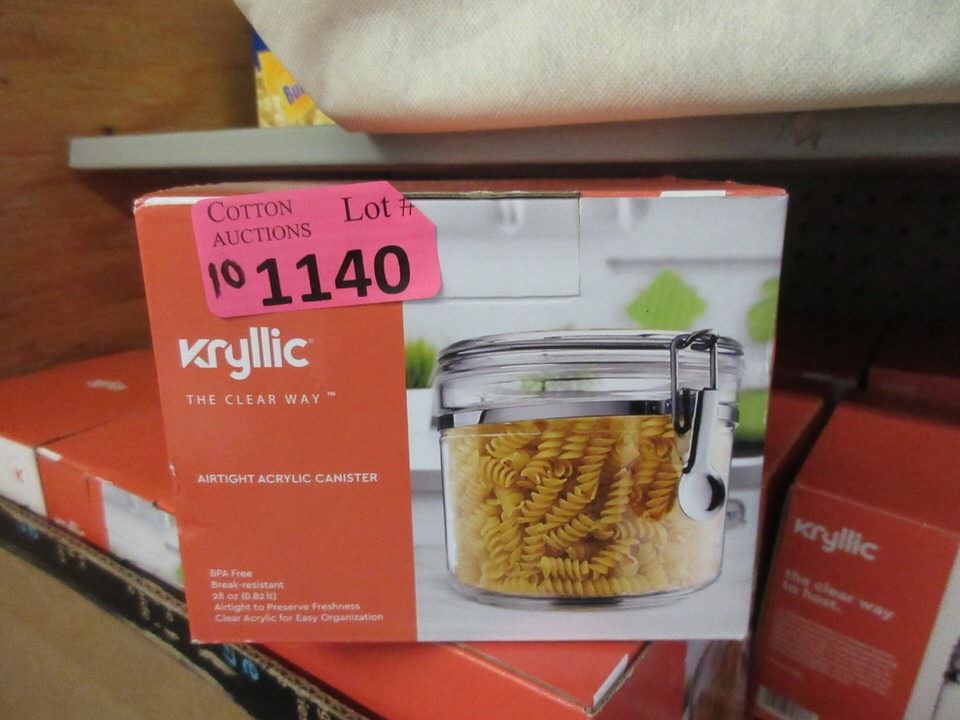 COTTON Lot #
AUCTIONS
10 1140
kryllic
THE CLEAR WAY™
AIRTIGHT ACRYLIC CANISTER
BPA Free
Break-resistant
28 oz (0.82 lt)
Airtight to Preserve Freshness
Clear Acrylic for Easy Organization
kryllic
the clear way
to host.
K